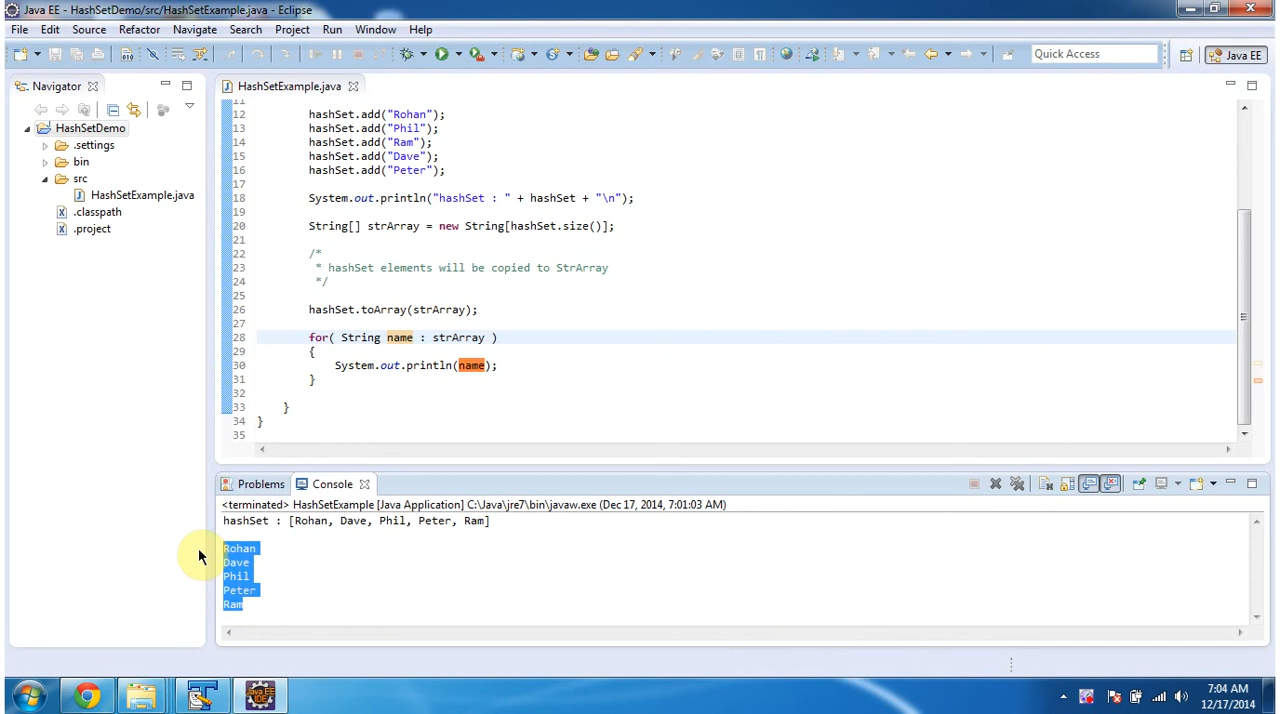 Java EE - HashSetDemo/src/HashSetExample.java - Eclipse
File Edit Source Refactor Navigate Search Project Run Window Help
Quick Access
Java EE
Navigator
HashSetExample.java
HashSetDemo
.settings
bin
src
HashSetExample.java
.classpath
.project
11
12 hashSet.add("Rohan");
13 hashSet.add("Phil");
14 hashSet.add("Ram");
15 hashSet.add("Dave");
16 hashSet.add("Peter");
17
18 System.out.println("hashSet : " + hashSet + "\n");
19
20 String[] strArray = new String[hashSet.size()];
21
22 /*
23 * hashSet elements will be copied to StrArray
24 */
25
26 hashSet.toArray(strArray);
27
28 for( String name : strArray )
29 {
30 System.out.println(name);
31 }
32
33 }
34 }
35
Problems Console
<terminated> HashSetExample [Java Application] C:\Java\jre7\bin\javaw.exe (Dec 17, 2014, 7:01:03 AM)
hashSet : [Rohan, Dave, Phil, Peter, Ram]
Rohan
Dave
Phil
Peter
Ram
Java EE
IDE
7:04 AM
12/17/2014